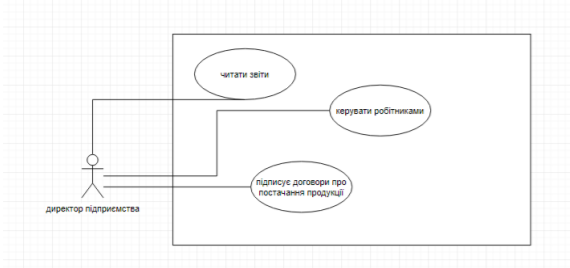 читати звіти
керувати робітниками
підписує договори про
постачання продукції
директор підприємства